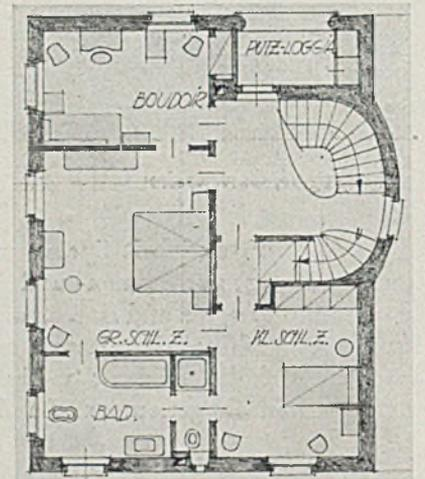 PUTZ-LOGGIA
BOUDOIR
GR. SCHL. Z.
KL. SCHL. Z.
BAD.